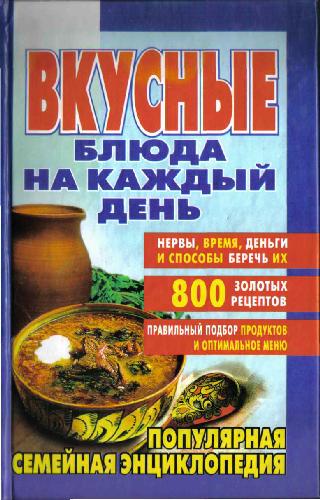 ВКУСНЫЕ
БЛЮДА
НА КАЖДЫЙ
ДЕНЬ
НЕРВЫ, ВРЕМЯ, ДЕНЬГИ
И СПОСОБЫ БЕРЕЧЬ ИХ
800 ЗОЛОТЫХ
РЕЦЕПТОВ
ПРАВИЛЬНЫЙ ПОДБОР ПРОДУКТОВ
И ОПТИМАЛЬНОЕ МЕНЮ
ПОПУЛЯРНАЯ
СЕМЕЙНАЯ ЭНЦИКЛОПЕДИЯ